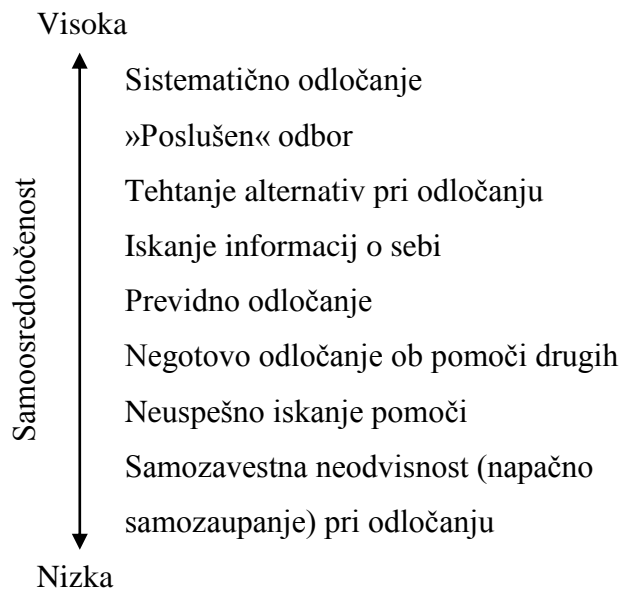 Visoka
Sistematično odločanje
»Poslušen« odbor
Tehtanje alternativ pri odločanju
Iskanje informacij o sebi
Previdno odločanje
Negotovo odločanje ob pomoči drugih
Neuspešno iskanje pomoči
Samozavestna neodvisnost (napačno
samozaupanje) pri odločanju
Samoosredotočenost
Nizka